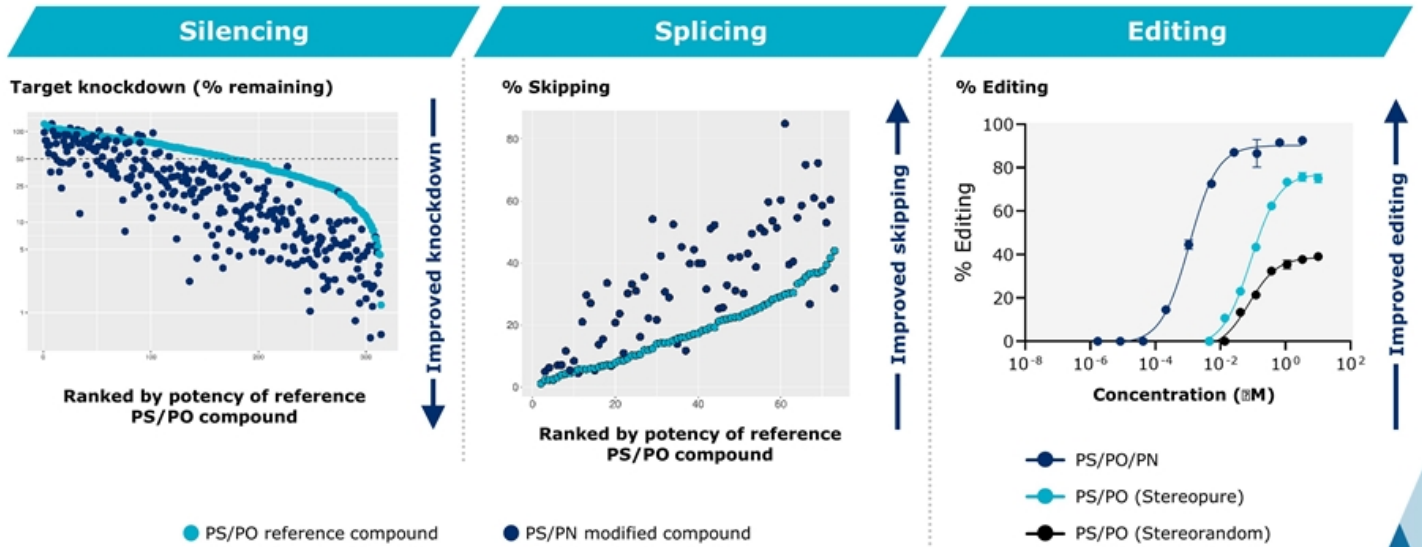 Silencing
Splicing
Editing
Target knockdown (% remaining)
100
50
25
10
5
1
0
100
200
300
Ranked by potency of reference
PS/PO compound
Improved knockdown
% Skipping
80
60
40
20
0
0
20
40
60
Ranked by potency of reference
PS/PO compound
Improved skipping
% Editing
% Editing
100
80
60
40
20
0
10⁻⁸
10⁻⁶
10⁻⁴
10⁻²
10⁰
10²
Concentration (▯M)
Improved editing
PS/PO/PN
PS/PO (Stereopure)
PS/PO (Stereorandom)
PS/PO reference compound
PS/PN modified compound